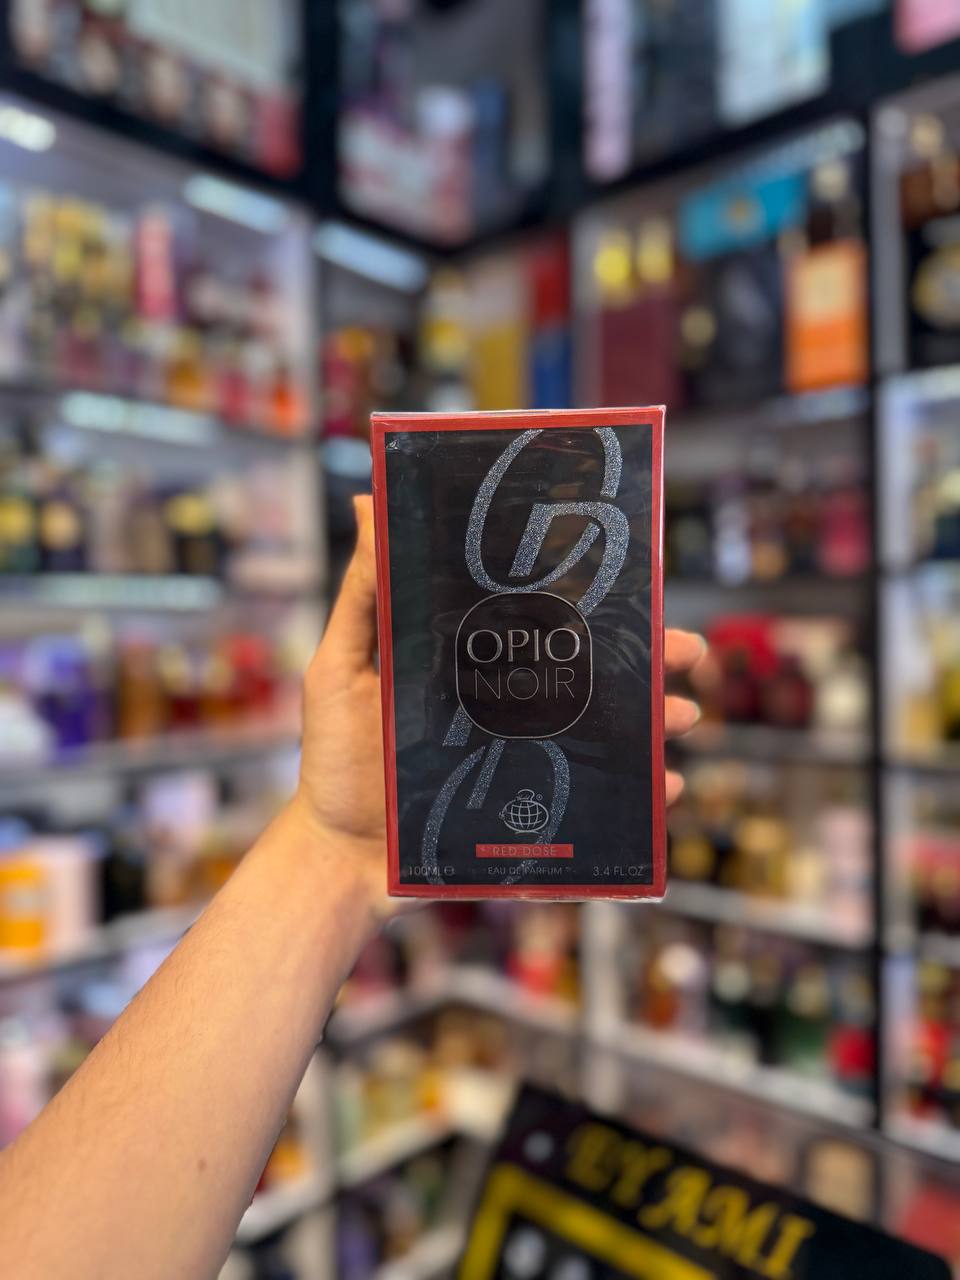 OPIO
NOIR
RED DOSE
100ML℮ EAU DE PARFUM 3.4 FL.OZ